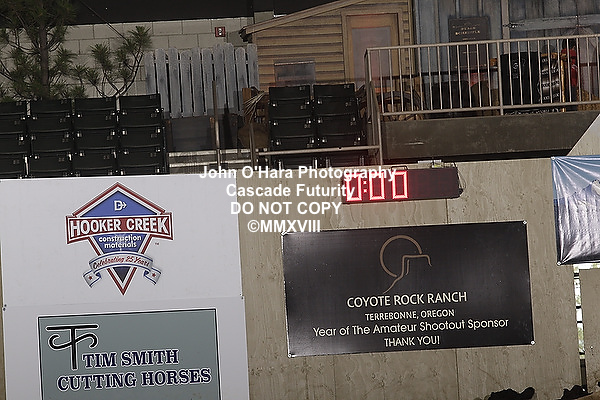 John O'Hara Photography
Cascade Futurity
DO NOT COPY
©MMXVIII
0:00
HOOKER CREEK
construction
materials
Celebrating 25 Years
TIM SMITH
CUTTING HORSES
COYOTE ROCK RANCH
TERREBONNE, OREGON
Year of The Amateur Shootout Sponsor
THANK YOU!